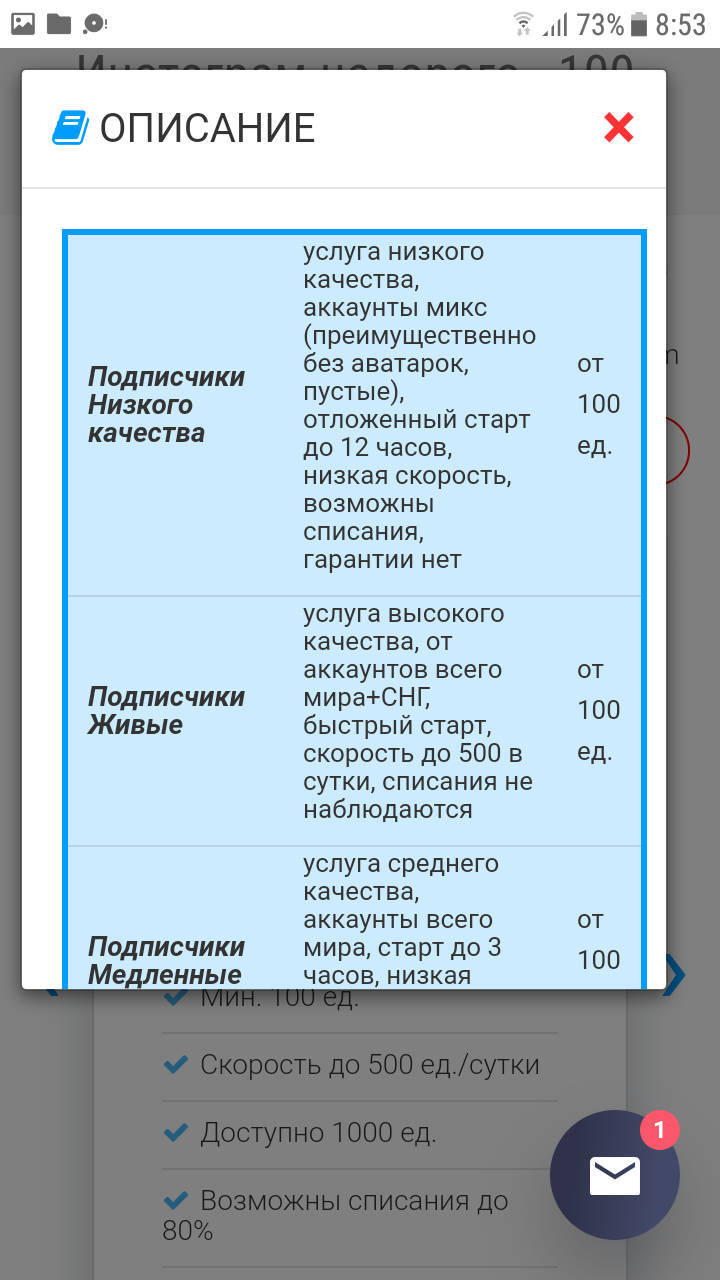 73% 8:53
Инстаграм недорого 100
ОПИСАНИЕ
услуга низкого
качества,
аккаунты микс
(преимущественно
без аватарок,
пустые),
отложенный старт
до 12 часов,
низкая скорость,
возможны
списания,
гарантии нет
Подписчики
Низкого
качества
от
100
ед.
услуга высокого
качества, от
аккаунтов всего
мира+СНГ,
быстрый старт,
скорость до 500 в
сутки, списания не
наблюдаются
Подписчики
Живые
от
100
ед.
услуга среднего
качества,
аккаунты всего
мира, старт до 3
часов, низкая
Подписчики
Медленные
от
100
m
Мин. 100 ед.
Скорость до 500 ед./сутки
Доступно 1000 ед.
Возможны списания до
80%
1